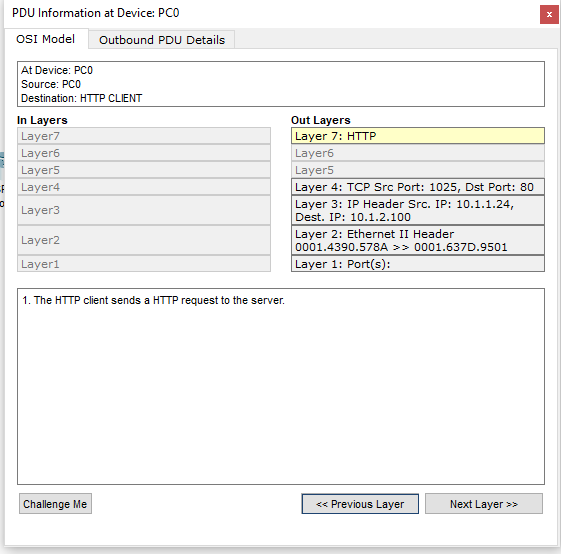 PDU Information at Device: PC0
x
OSI Model
Outbound PDU Details
At Device: PC0
Source: PC0
Destination: HTTP CLIENT
In Layers
Out Layers
Layer7
Layer 7: HTTP
Layer6
Layer6
Layer5
Layer5
Layer4
Layer 4: TCP Src Port: 1025, Dst Port: 80
Layer3
Layer 3: IP Header Src. IP: 10.1.1.24,
Dest. IP: 10.1.2.100
Layer2
Layer 2: Ethernet II Header
0001.4390.578A >> 0001.637D.9501
Layer1
Layer 1: Port(s):
1. The HTTP client sends a HTTP request to the server.
Challenge Me
<< Previous Layer
Next Layer >>